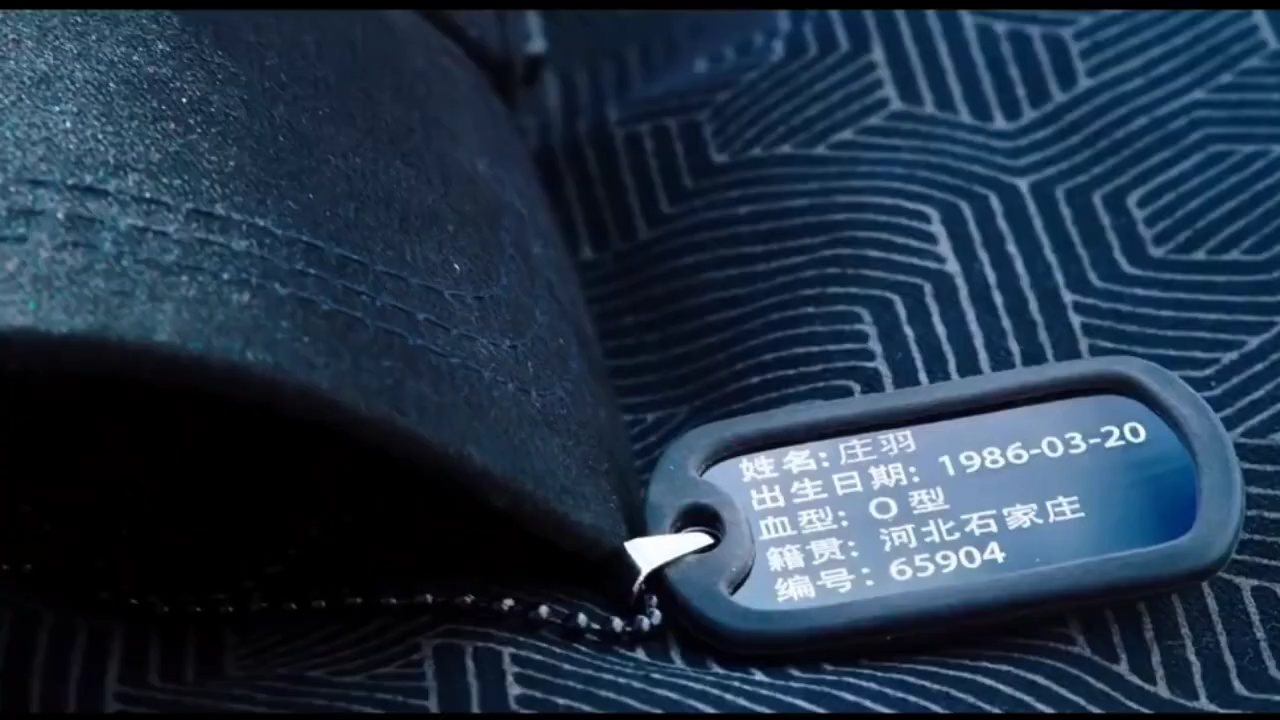 姓名: 庄羽
出生日期: 1986-03-20
血型: O 型
籍贯: 河北石家庄
编号: 65904